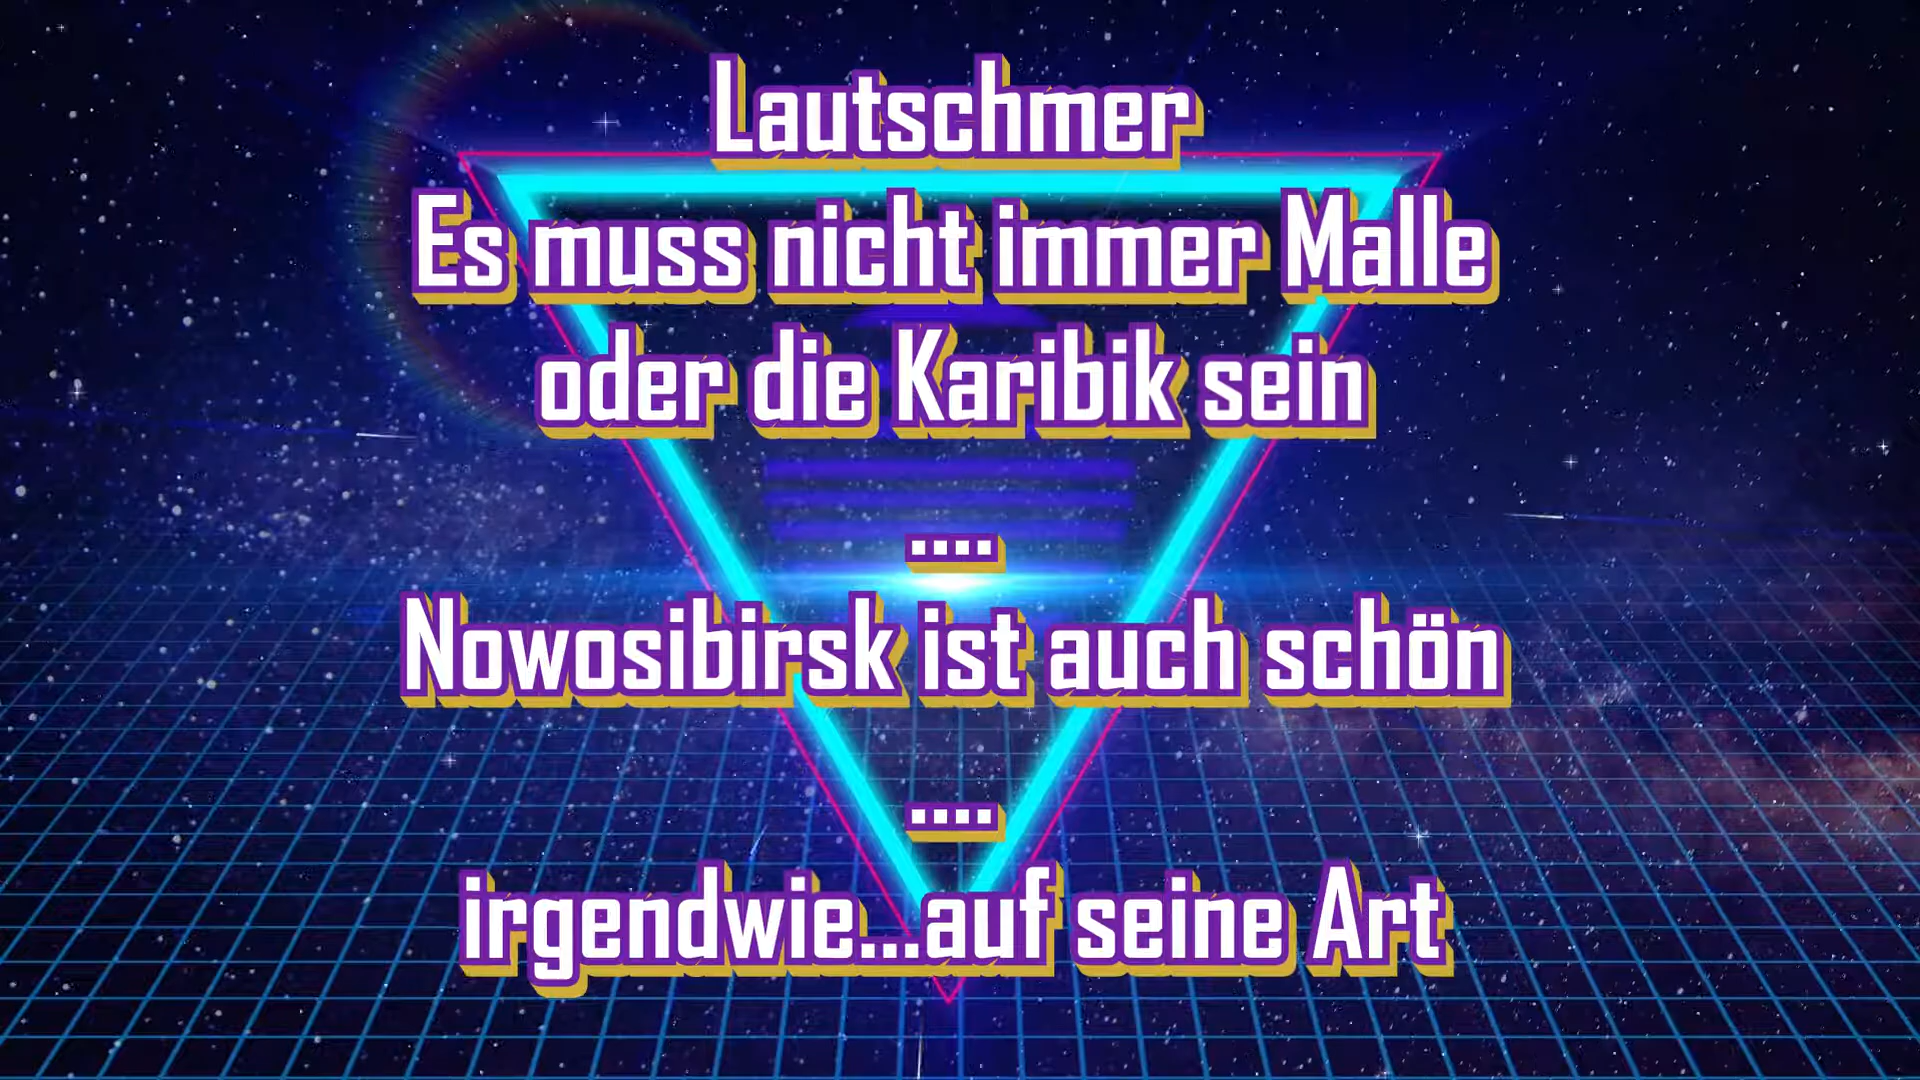 Lautschmer
Es muss nicht immer Malle
oder die Karibik sein
....
Nowosibirsk ist auch schön
....
irgendwie...auf seine Art